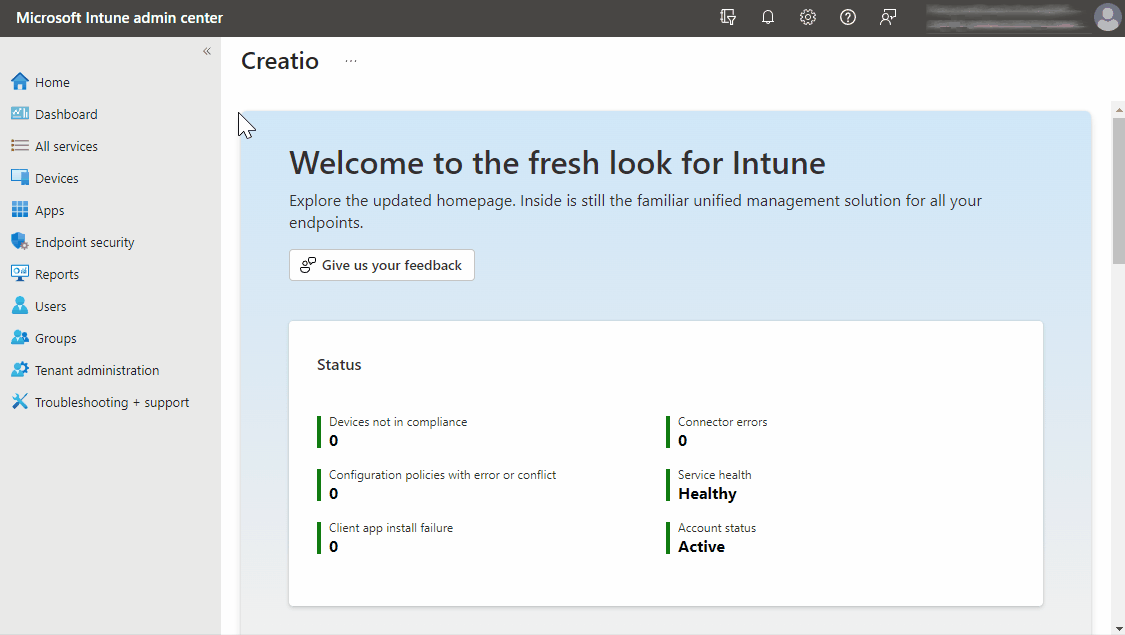 Microsoft Intune admin center
«
Creatio ...
Home
Dashboard
All services
Devices
Apps
Endpoint security
Reports
Users
Groups
Tenant administration
Troubleshooting + support
Welcome to the fresh look for Intune
Explore the updated homepage. Inside is still the familiar unified management solution for all your
endpoints.
Give us your feedback
Status
Devices not in compliance
0
Connector errors
0
Configuration policies with error or conflict
0
Service health
Healthy
Client app install failure
0
Account status
Active